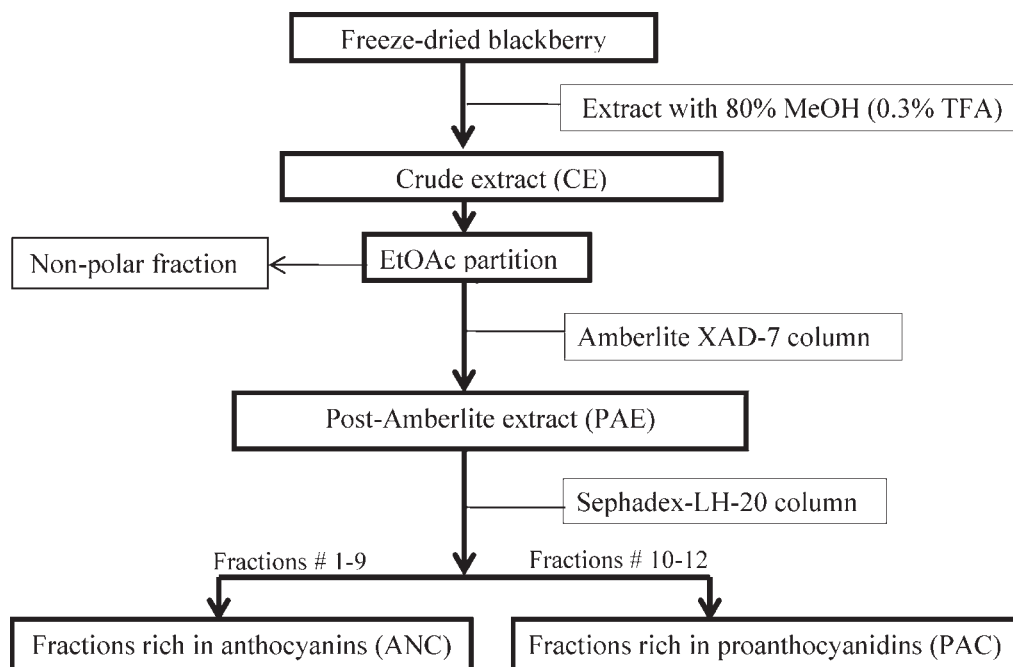 Freeze-dried blackberry
Extract with 80% MeOH (0.3% TFA)
Crude extract (CE)
EtOAc partition
Non-polar fraction
Amberlite XAD-7 column
Post-Amberlite extract (PAE)
Sephadex-LH-20 column
Fractions # 1-9
Fractions # 10-12
Fractions rich in anthocyanins (ANC)
Fractions rich in proanthocyanidins (PAC)